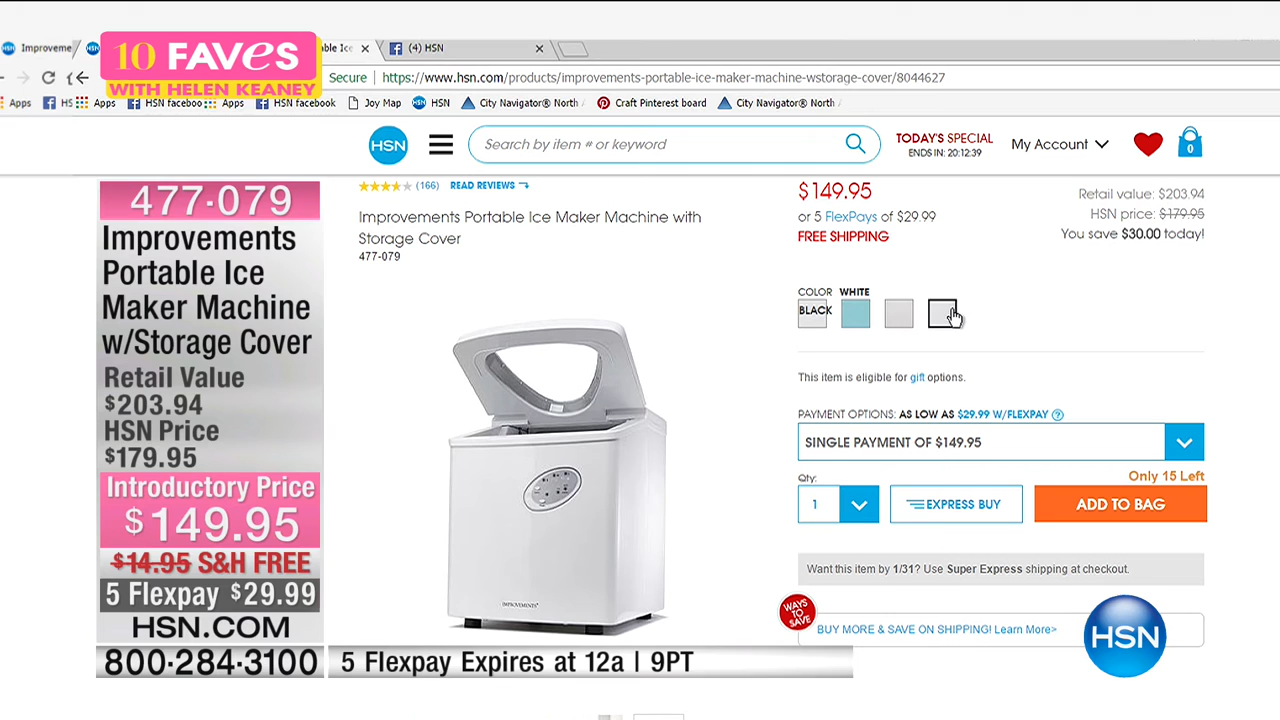 Improveme
10 FAVES
WITH HELEN KEANEY
ble Ice
(4) HSN
Secure
https://www.hsn.com/products/improvements-portable-ice-maker-machine-wstorage-cover/8044627
Apps
HS
Apps
HSN faceboo
Apps
HSN facebook
Joy Map
HSN
City Navigator® North
Craft Pinterest board
City Navigator® North
HSN
Search by item # or keyword
TODAY'S SPECIAL
ENDS IN: 20:12:39
My Account
0
477-079
Improvements
Portable Ice
Maker Machine
w/Storage Cover
Retail Value
$203.94
HSN Price
$179.95
Introductory Price
$149.95
$14.95 S&H FREE
5 Flexpay $29.99
HSN.COM
800-284-3100
(166) READ REVIEWS
Improvements Portable Ice Maker Machine with
Storage Cover
477-079
IMPROVEMENTS
$149.95
or 5 FlexPays of $29.99
FREE SHIPPING
Retail value: $203.94
HSN price: $179.95
You save $30.00 today!
COLOR WHITE
BLACK
This item is eligible for gift options.
PAYMENT OPTIONS: AS LOW AS $29.99 W/FLEXPAY ?
SINGLE PAYMENT OF $149.95
Only 15 Left
Qty:
1
EXPRESS BUY
ADD TO BAG
Want this item by 1/31? Use Super Express shipping at checkout.
WAYS
TO
SAVE
BUY MORE & SAVE ON SHIPPING! Learn More>
HSN
5 Flexpay Expires at 12a | 9PT